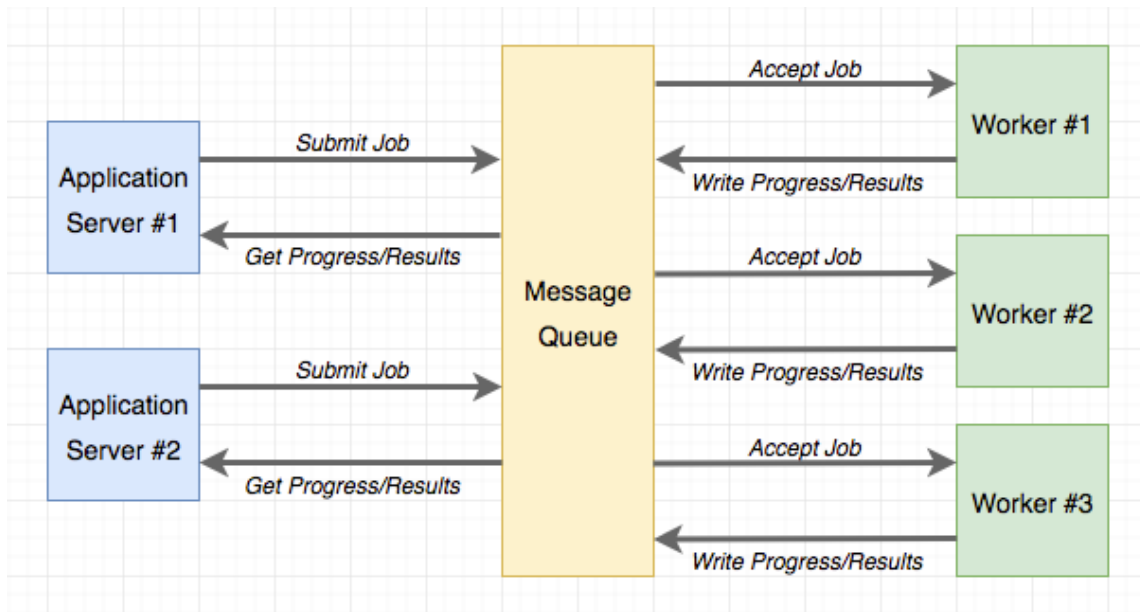 Accept Job
Worker #1
Write Progress/Results
Submit Job
Application
Server #1
Get Progress/Results
Message
Queue
Accept Job
Worker #2
Write Progress/Results
Submit Job
Application
Server #2
Get Progress/Results
Accept Job
Worker #3
Write Progress/Results